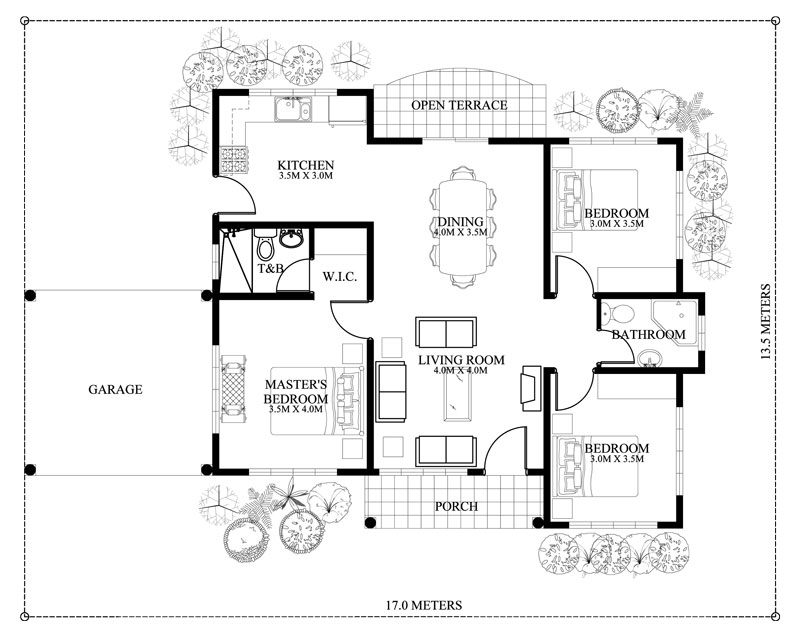 OPEN TERRACE
KITCHEN
3.5M X 3.0M
DINING
4.0M X 3.5M
BEDROOM
3.0M X 3.5M
T&B
W.I.C.
BATHROOM
LIVING ROOM
4.0M X 4.0M
GARAGE
MASTER'S
BEDROOM
3.5M X 4.0M
BEDROOM
3.0M X 3.5M
PORCH
13.5 METERS
17.0 METERS